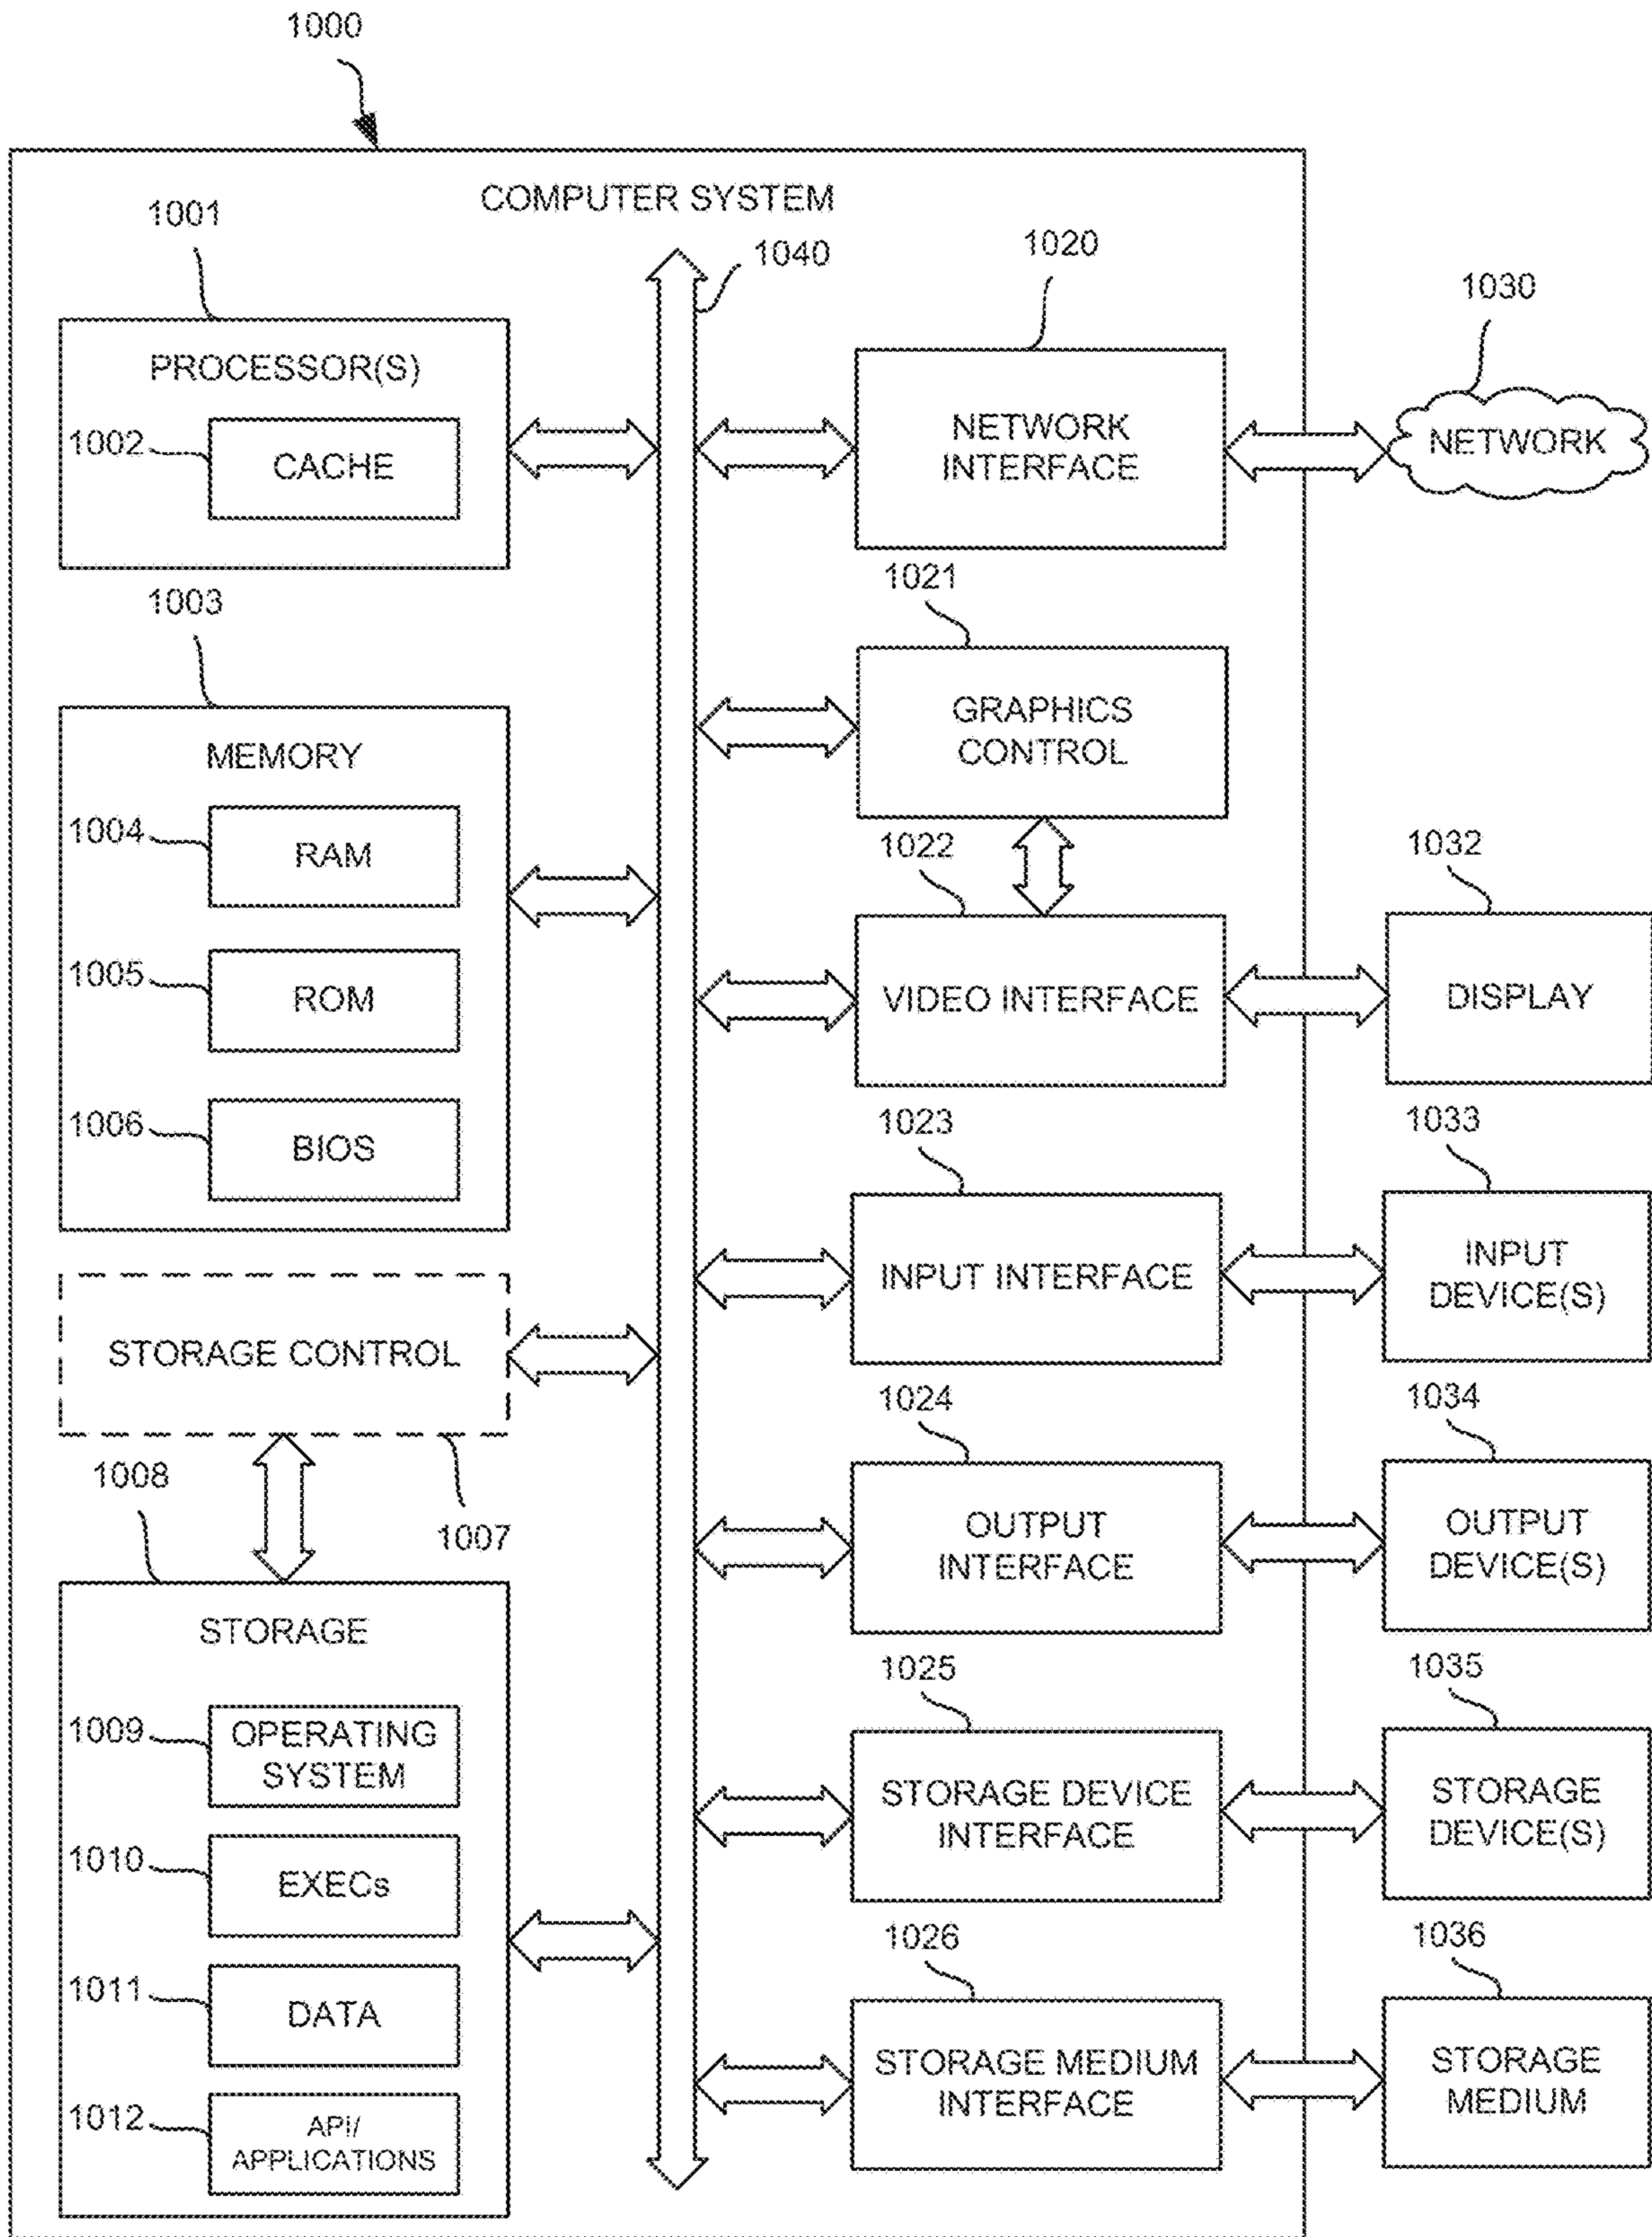 1000
COMPUTER SYSTEM
1001
PROCESSOR(S)
1002
CACHE
1003
MEMORY
1004
RAM
1005
ROM
1006
BIOS
STORAGE CONTROL
1007
1008
STORAGE
1009
OPERATING
SYSTEM
1010
EXECs
1011
DATA
1012
API/
APPLICATIONS
1040
1020
NETWORK
INTERFACE
1030
NETWORK
1021
GRAPHICS
CONTROL
1022
VIDEO INTERFACE
1032
DISPLAY
1023
INPUT INTERFACE
1033
INPUT
DEVICE(S)
1024
OUTPUT
INTERFACE
1034
OUTPUT
DEVICE(S)
1025
STORAGE DEVICE
INTERFACE
1035
STORAGE
DEVICE(S)
1026
STORAGE MEDIUM
INTERFACE
1036
STORAGE
MEDIUM